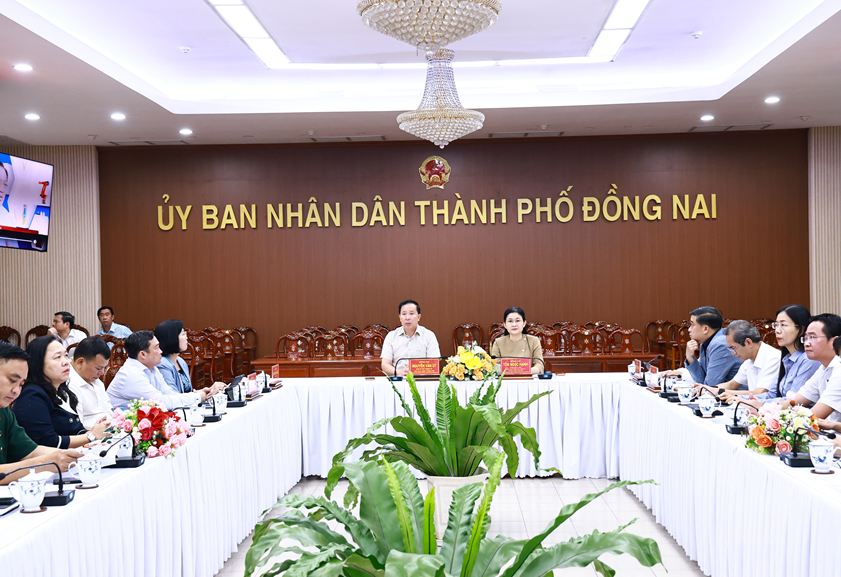 ỦY BAN NHÂN DÂN THÀNH PHỐ ĐỒNG NAI